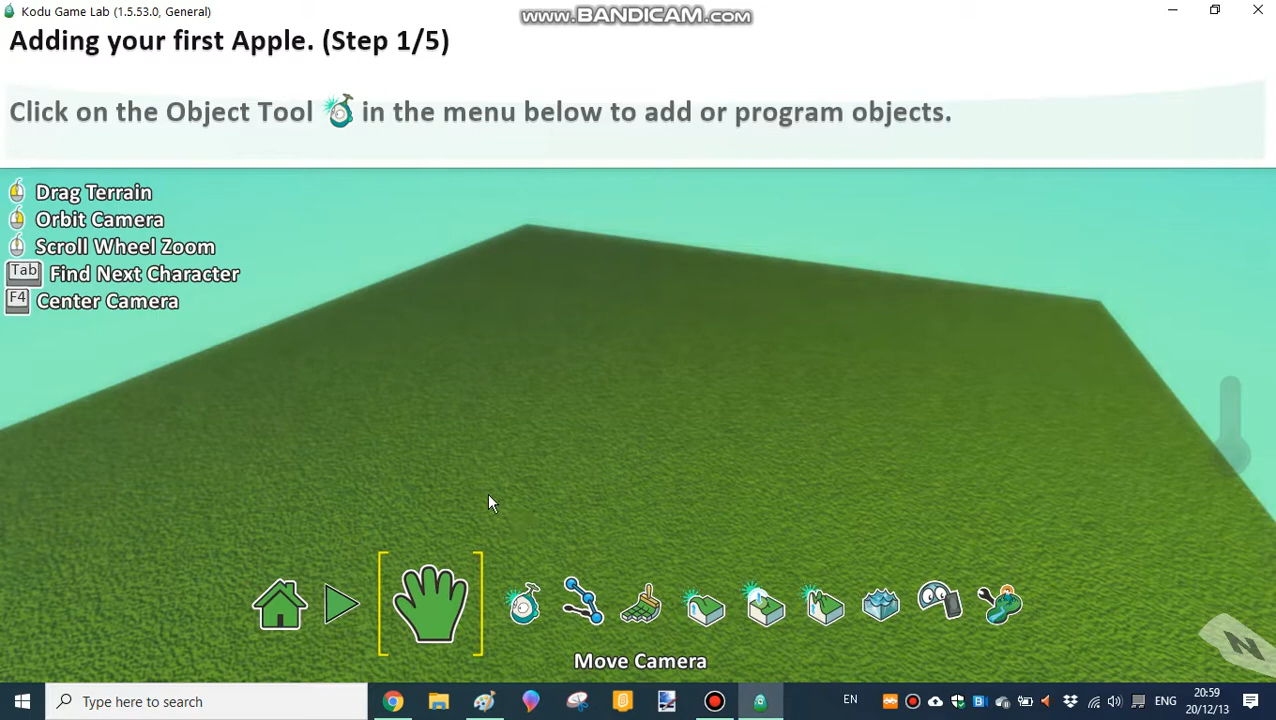 Kodu Game Lab (1.5.53.0, General)
www.BANDICAM.com
Adding your first Apple. (Step 1/5)
Click on the Object Tool in the menu below to add or program objects.
Drag Terrain
Orbit Camera
Scroll Wheel Zoom
Tab Find Next Character
F4 Center Camera
N
Move Camera
Type here to search
EN
ENG
20:59
20/12/13